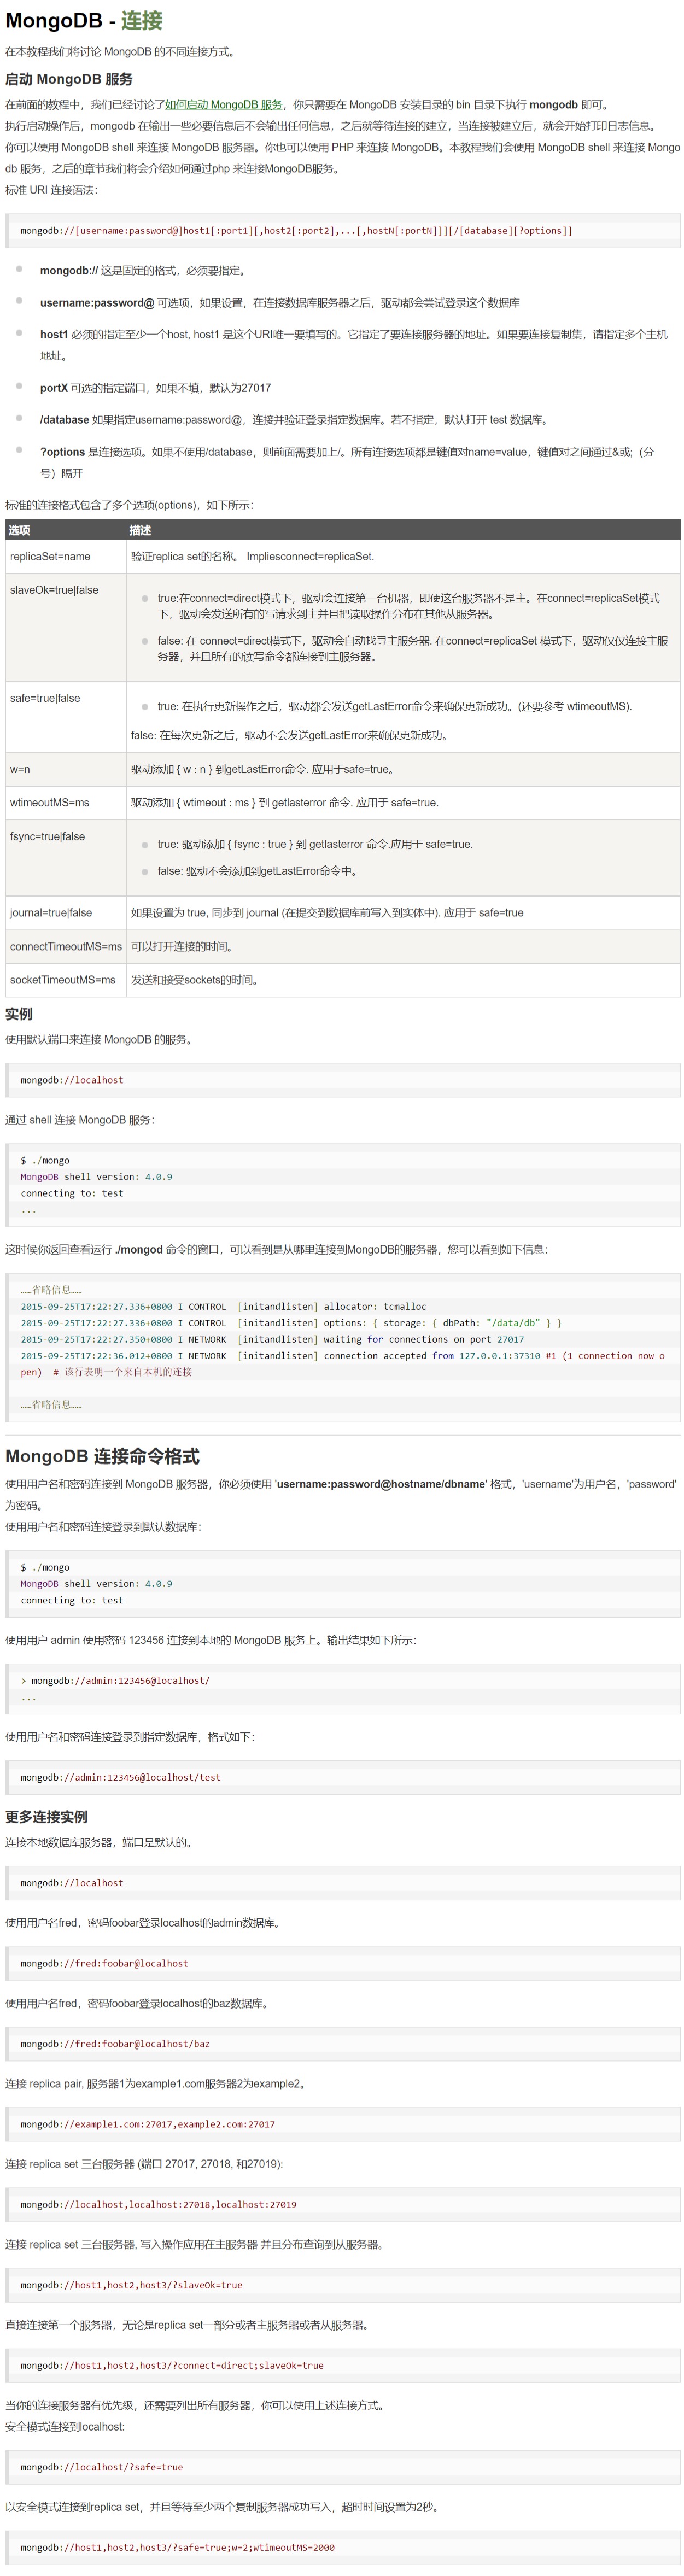 MongoDB - 连接
在本教程我们将讨论 MongoDB 的不同连接方式。
启动 MongoDB 服务
在前面的教程中，我们已经讨论了如何启动 MongoDB 服务，你只需要在 MongoDB 安装目录的 bin 目录下执行 mongodb 即可。
执行启动操作后，mongodb 在输出一些必要信息后不会输出任何信息，之后就等待连接的建立，当连接被建立后，就会开始打印日志信息。
你可以使用 MongoDB shell 来连接 MongoDB 服务器。你也可以使用 PHP 来连接 MongoDB。本教程我们会使用 MongoDB shell 来连接 Mongo
db 服务，之后的章节我们将会介绍如何通过php 来连接MongoDB服务。
标准 URI 连接语法：
mongodb://[username:password@]host1[:port1][,host2[:port2],...[,hostN[:portN]]][/[database][?options]]
mongodb:// 这是固定的格式，必须要指定。
username:password@ 可选项，如果设置，在连接数据库服务器之后，驱动都会尝试登录这个数据库
host1 必须的指定至少一个host, host1 是这个URI唯一要填写的。它指定了要连接服务器的地址。如果要连接复制集，请指定多个主机
地址。
portX 可选的指定端口，如果不填，默认为27017
/database 如果指定username:password@，连接并验证登录指定数据库。若不指定，默认打开 test 数据库。
?options 是连接选项。如果不使用/database，则前面需要加上/。所有连接选项都是键值对name=value，键值对之间通过&或;（分
号）隔开
标准的连接格式包含了多个选项(options)，如下所示：
选项 描述
replicaSet=name 验证replica set的名称。 Impliesconnect=replicaSet.
slaveOk=true|false
true:在connect=direct模式下，驱动会连接第一台机器，即使这台服务器不是主。在connect=replicaSet模式
下，驱动会发送所有的写请求到主并且把读取操作分布在其他从服务器。
false: 在 connect=direct模式下，驱动会自动找寻主服务器. 在connect=replicaSet 模式下，驱动仅仅连接主服
务器，并且所有的读写命令都连接到主服务器。
safe=true|false
true: 在执行更新操作之后，驱动都会发送getLastError命令来确保更新成功。(还要参考 wtimeoutMS).
false: 在每次更新之后，驱动不会发送getLastError来确保更新成功。
w=n 驱动添加 { w : n } 到getLastError命令. 应用于safe=true。
wtimeoutMS=ms 驱动添加 { wtimeout : ms } 到 getlasterror 命令. 应用于 safe=true.
fsync=true|false
true: 驱动添加 { fsync : true } 到 getlasterror 命令.应用于 safe=true.
false: 驱动不会添加到getLastError命令中。
journal=true|false 如果设置为 true, 同步到 journal (在提交到数据库前写入到实体中). 应用于 safe=true
connectTimeoutMS=ms 可以打开连接的时间。
socketTimeoutMS=ms 发送和接受sockets的时间。
实例
使用默认端口来连接 MongoDB 的服务。
mongodb://localhost
通过 shell 连接 MongoDB 服务：
$ ./mongo
MongoDB shell version: 4.0.9
connecting to: test
...
这时候你返回查看运行 ./mongod 命令的窗口，可以看到是从哪里连接到MongoDB的服务器，您可以看到如下信息：
……省略信息……
2015-09-25T17:22:27.336+0800 I CONTROL  [initandlisten] allocator: tcmalloc
2015-09-25T17:22:27.336+0800 I CONTROL  [initandlisten] options: { storage: { dbPath: "/data/db" } }
2015-09-25T17:22:27.350+0800 I NETWORK  [initandlisten] waiting for connections on port 27017
2015-09-25T17:22:36.012+0800 I NETWORK  [initandlisten] connection accepted from 127.0.0.1:37310 #1 (1 connection now o
pen)  # 该行表明一个来自本机的连接
……省略信息……
MongoDB 连接命令格式
使用用户名和密码连接到 MongoDB 服务器，你必须使用 'username:password@hostname/dbname' 格式，'username'为用户名，'password'
为密码。
使用用户名和密码连接登录到默认数据库：
$ ./mongo
MongoDB shell version: 4.0.9
connecting to: test
使用用户 admin 使用密码 123456 连接到本地的 MongoDB 服务上。输出结果如下所示：
> mongodb://admin:123456@localhost/
...
使用用户名和密码连接登录到指定数据库，格式如下：
mongodb://admin:123456@localhost/test
更多连接实例
连接本地数据库服务器，端口是默认的。
mongodb://localhost
使用用户名fred，密码foobar登录localhost的admin数据库。
mongodb://fred:foobar@localhost
使用用户名fred，密码foobar登录localhost的baz数据库。
mongodb://fred:foobar@localhost/baz
连接 replica pair, 服务器1为example1.com服务器2为example2。
mongodb://example1.com:27017,example2.com:27017
连接 replica set 三台服务器 (端口 27017, 27018, 和27019):
mongodb://localhost,localhost:27018,localhost:27019
连接 replica set 三台服务器, 写入操作应用在主服务器 并且分布查询到从服务器。
mongodb://host1,host2,host3/?slaveOk=true
直接连接第一个服务器，无论是replica set一部分或者主服务器或者从服务器。
mongodb://host1,host2,host3/?connect=direct;slaveOk=true
当你的连接服务器有优先级，还需要列出所有服务器，你可以使用上述连接方式。
安全模式连接到localhost:
mongodb://localhost/?safe=true
以安全模式连接到replica set，并且等待至少两个复制服务器成功写入，超时时间设置为2秒。
mongodb://host1,host2,host3/?safe=true;w=2;wtimeoutMS=2000